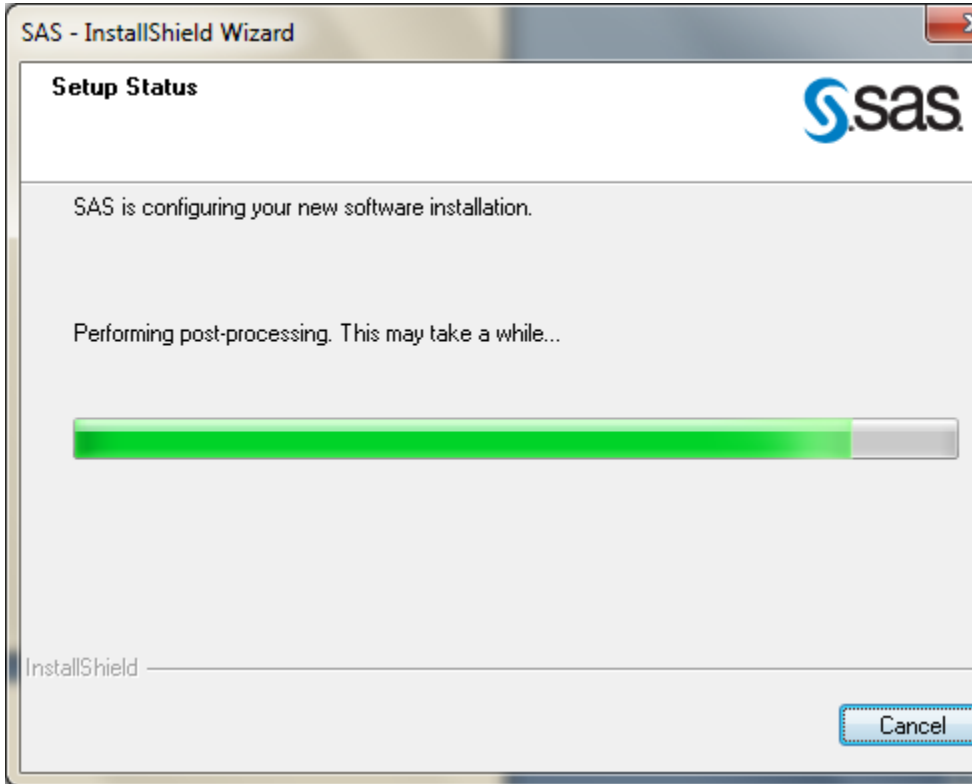 SAS - InstallShield Wizard
Setup Status
sas
SAS is configuring your new software installation.
Performing post-processing. This may take a while...
InstallShield
Cancel